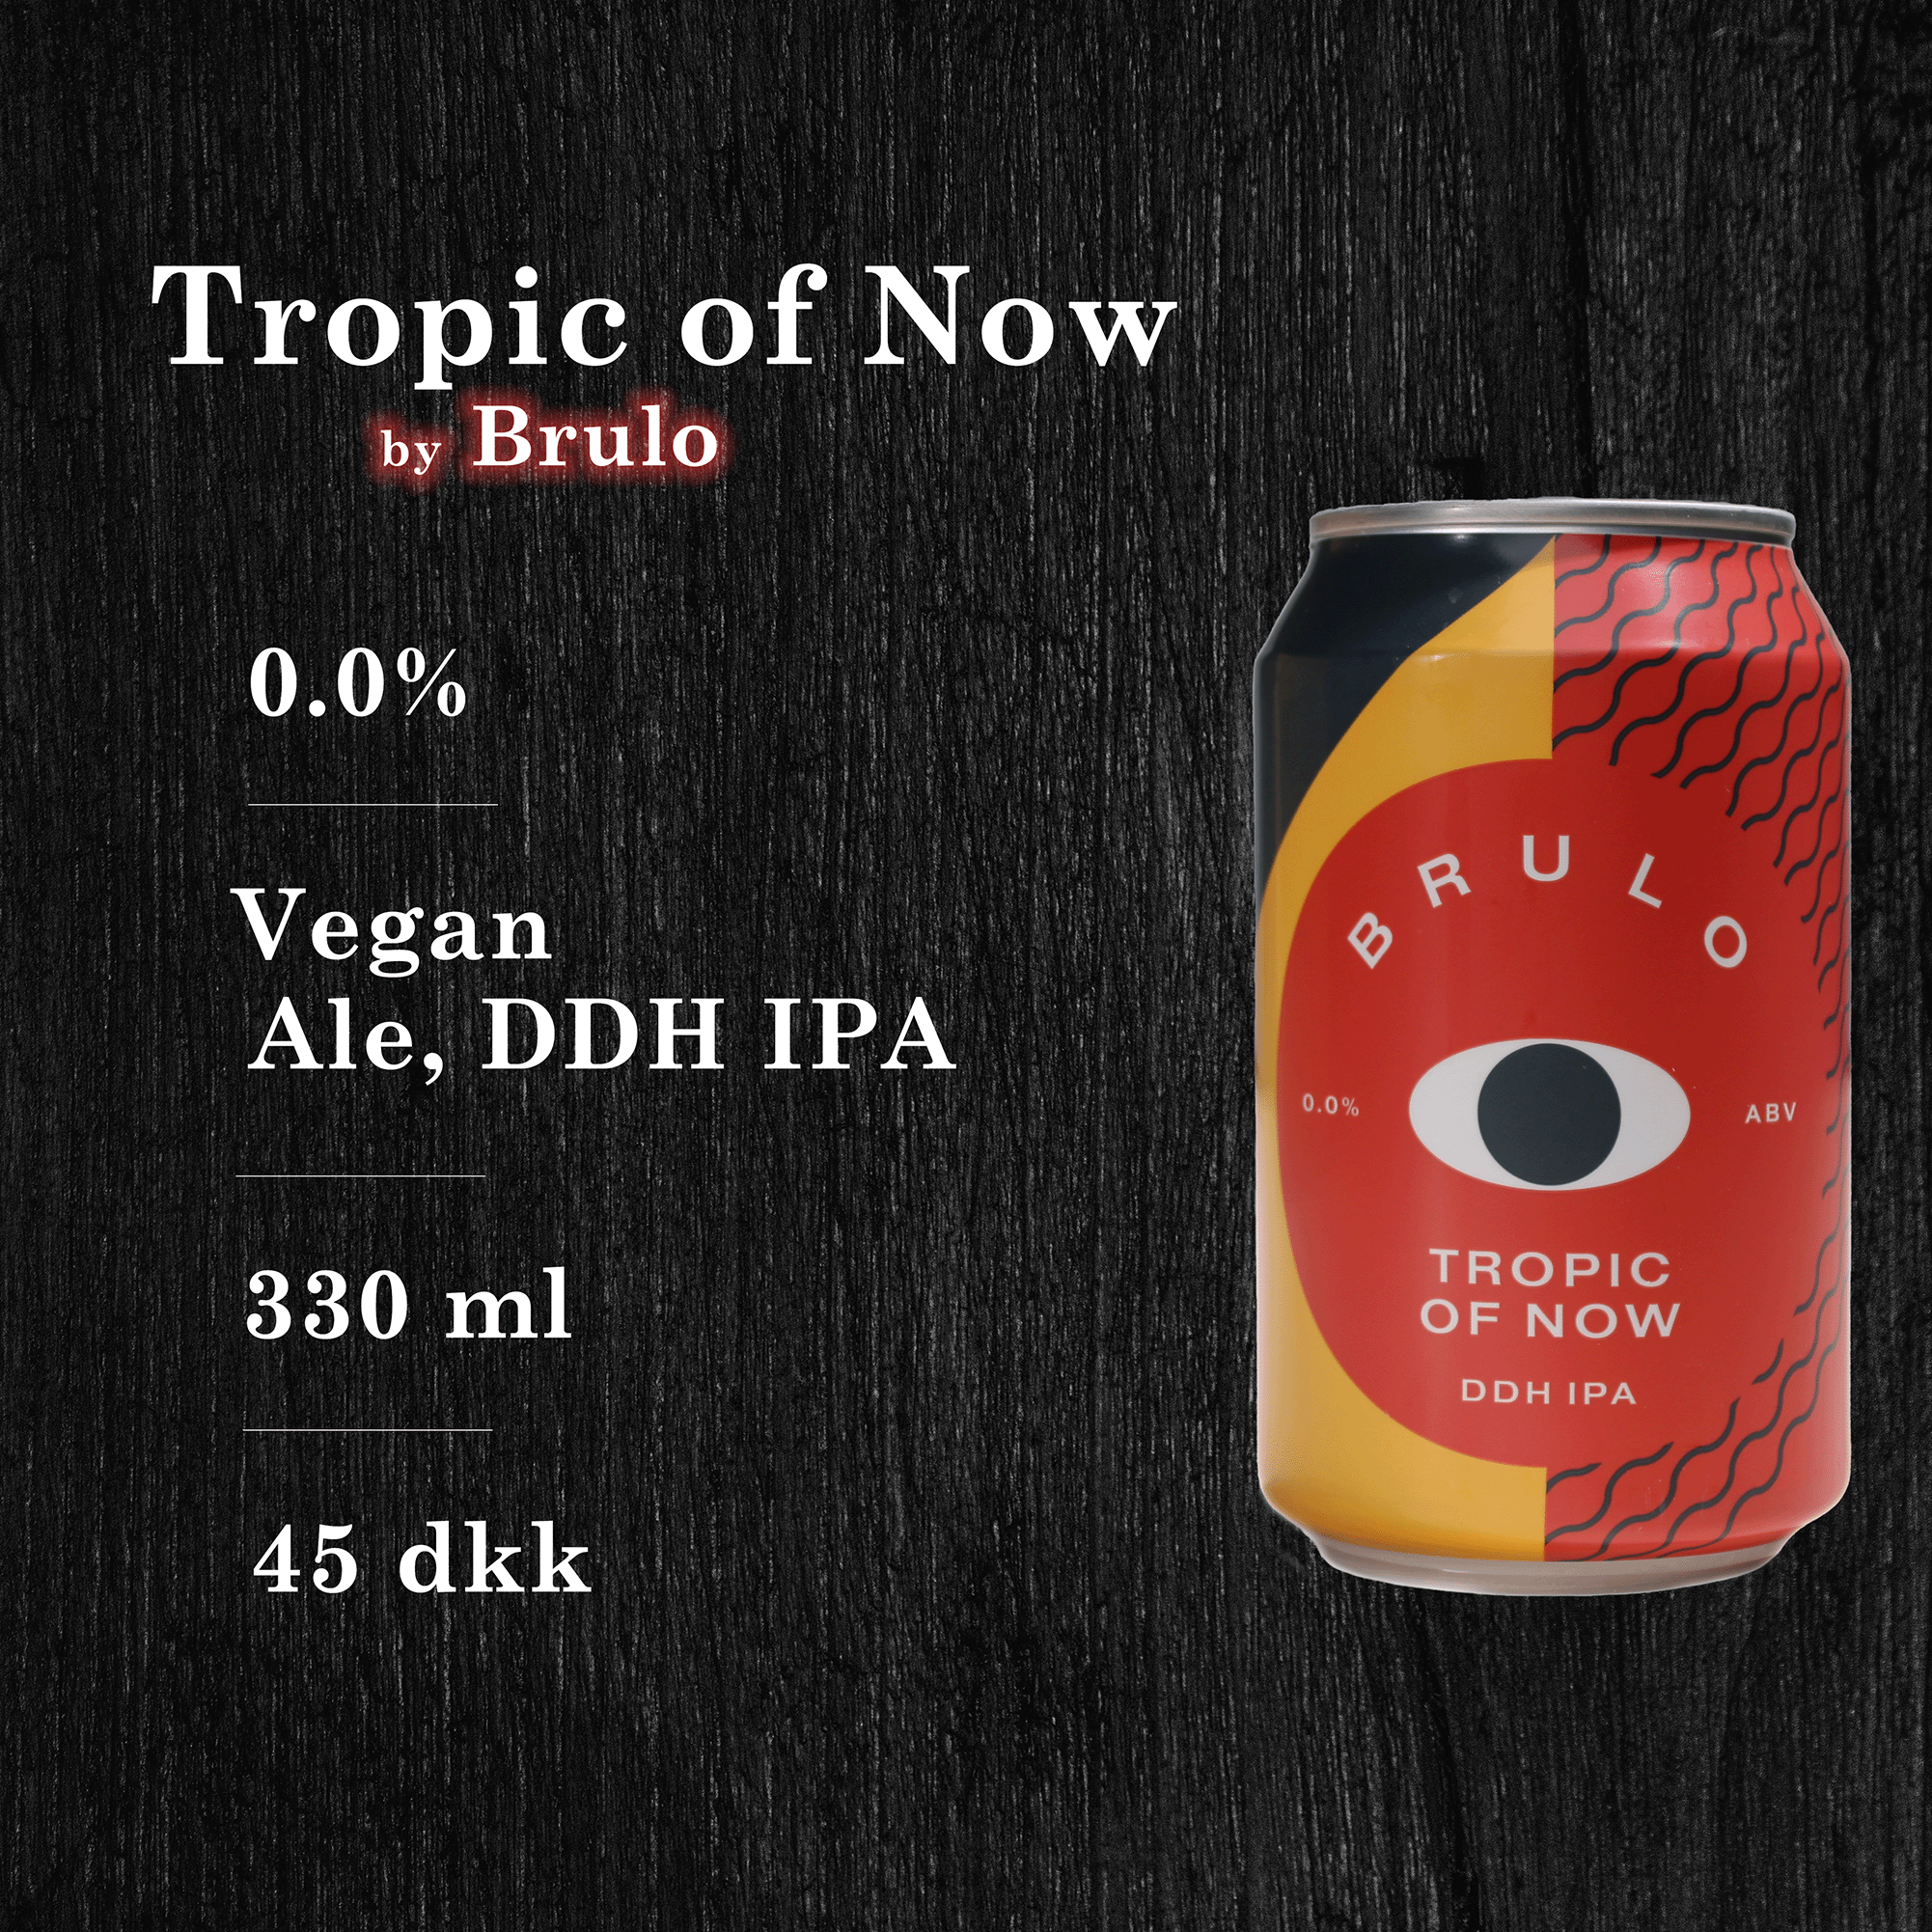 Tropic of Now
by Brulo
0.0%
Vegan
Ale, DDH IPA
330 ml
45 dkk
BRULO
0.0%
ABV
TROPIC
OF NOW
DDH IPA